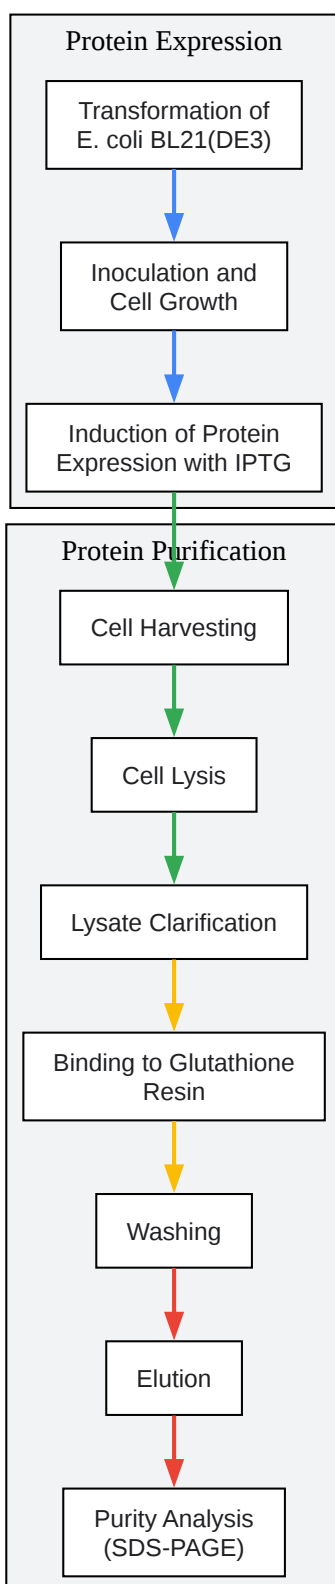 Protein Expression
Transformation of
E. coli BL21(DE3)
Inoculation and
Cell Growth
Induction of Protein
Expression with IPTG
Protein Purification
Cell Harvesting
Cell Lysis
Lysate Clarification
Binding to Glutathione
Resin
Washing
Elution
Purity Analysis
(SDS-PAGE)